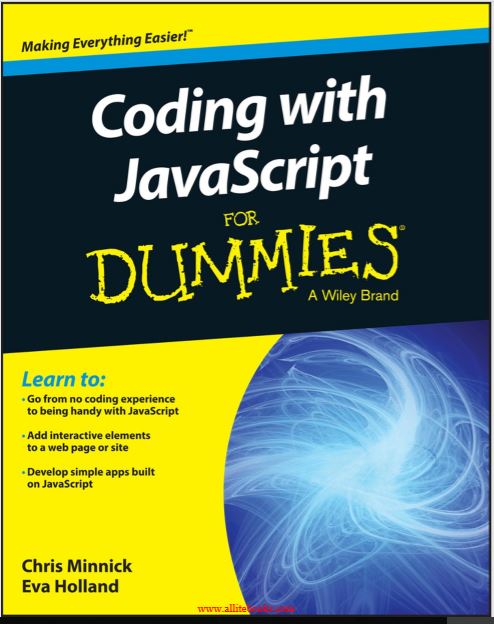 Making Everything Easier!™
Coding with
JavaScript
FOR
DUMMIES®
A Wiley Brand
Learn to:
• Go from no coding experience
to being handy with JavaScript
• Add interactive elements
to a web page or site
• Develop simple apps built
on JavaScript
Chris Minnick
Eva Holland
www.allitebooks.com